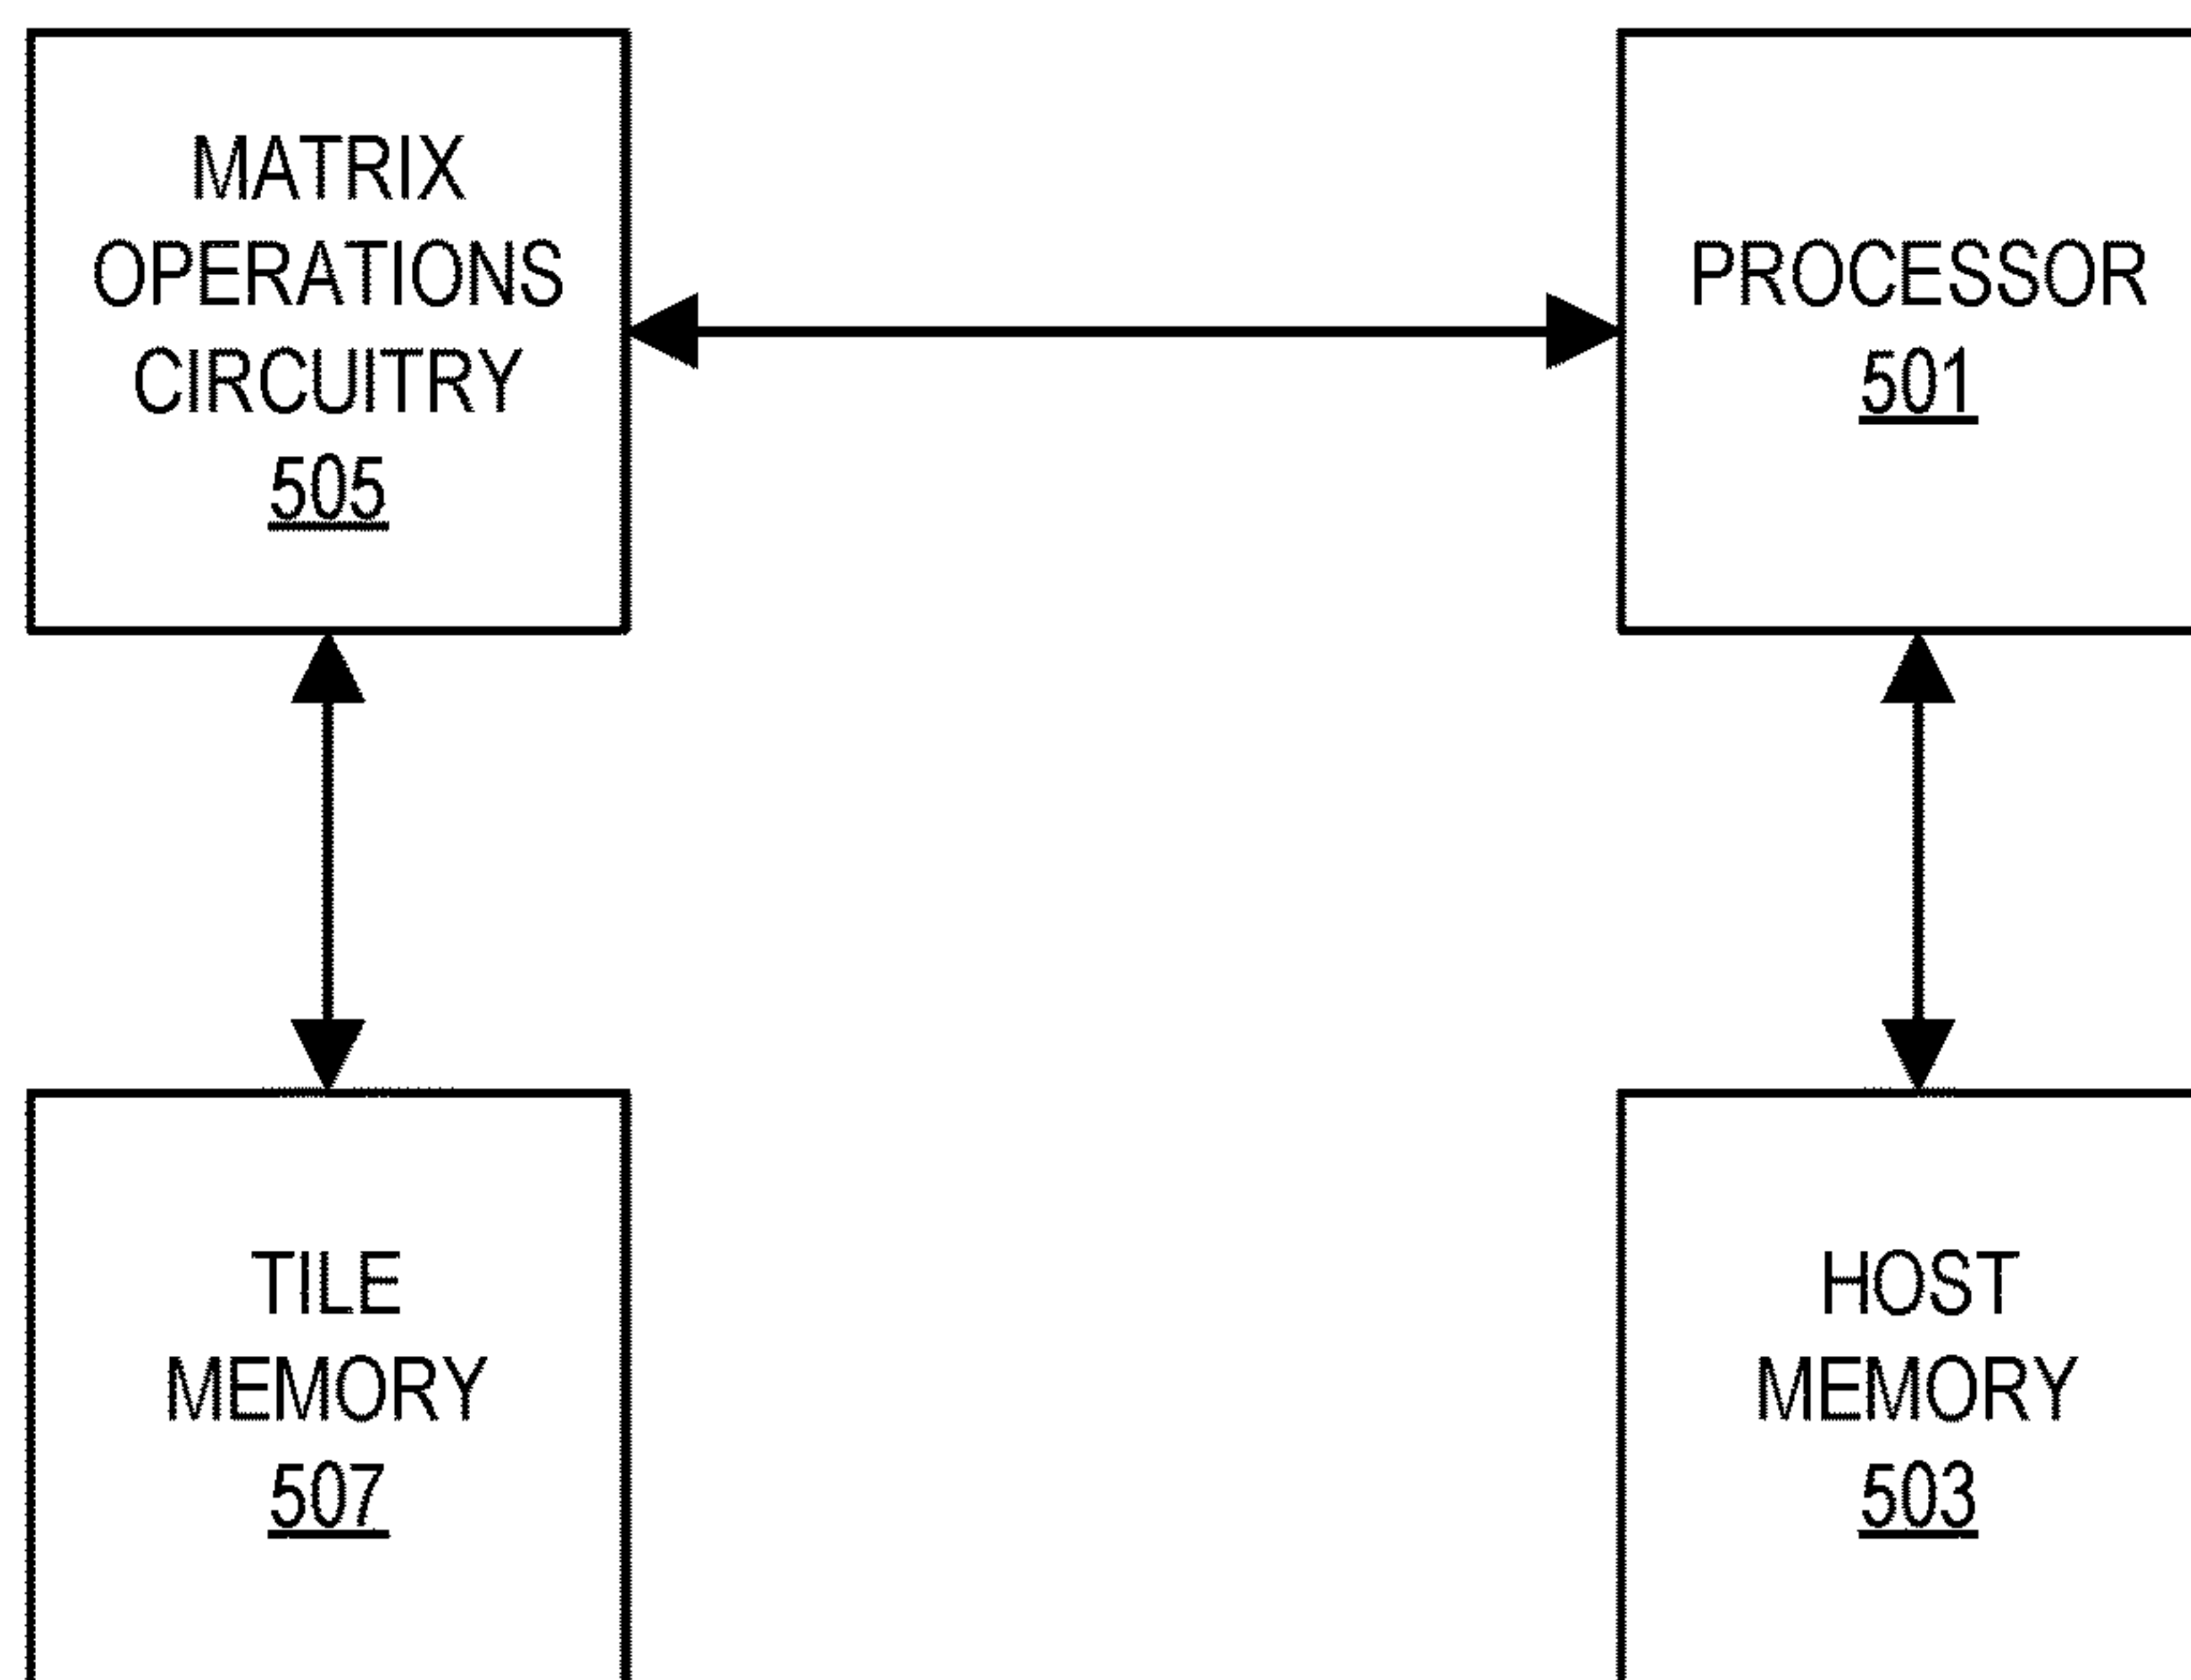 MATRIX
OPERATIONS
CIRCUITRY
505
PROCESSOR
501
TILE
MEMORY
507
HOST
MEMORY
503